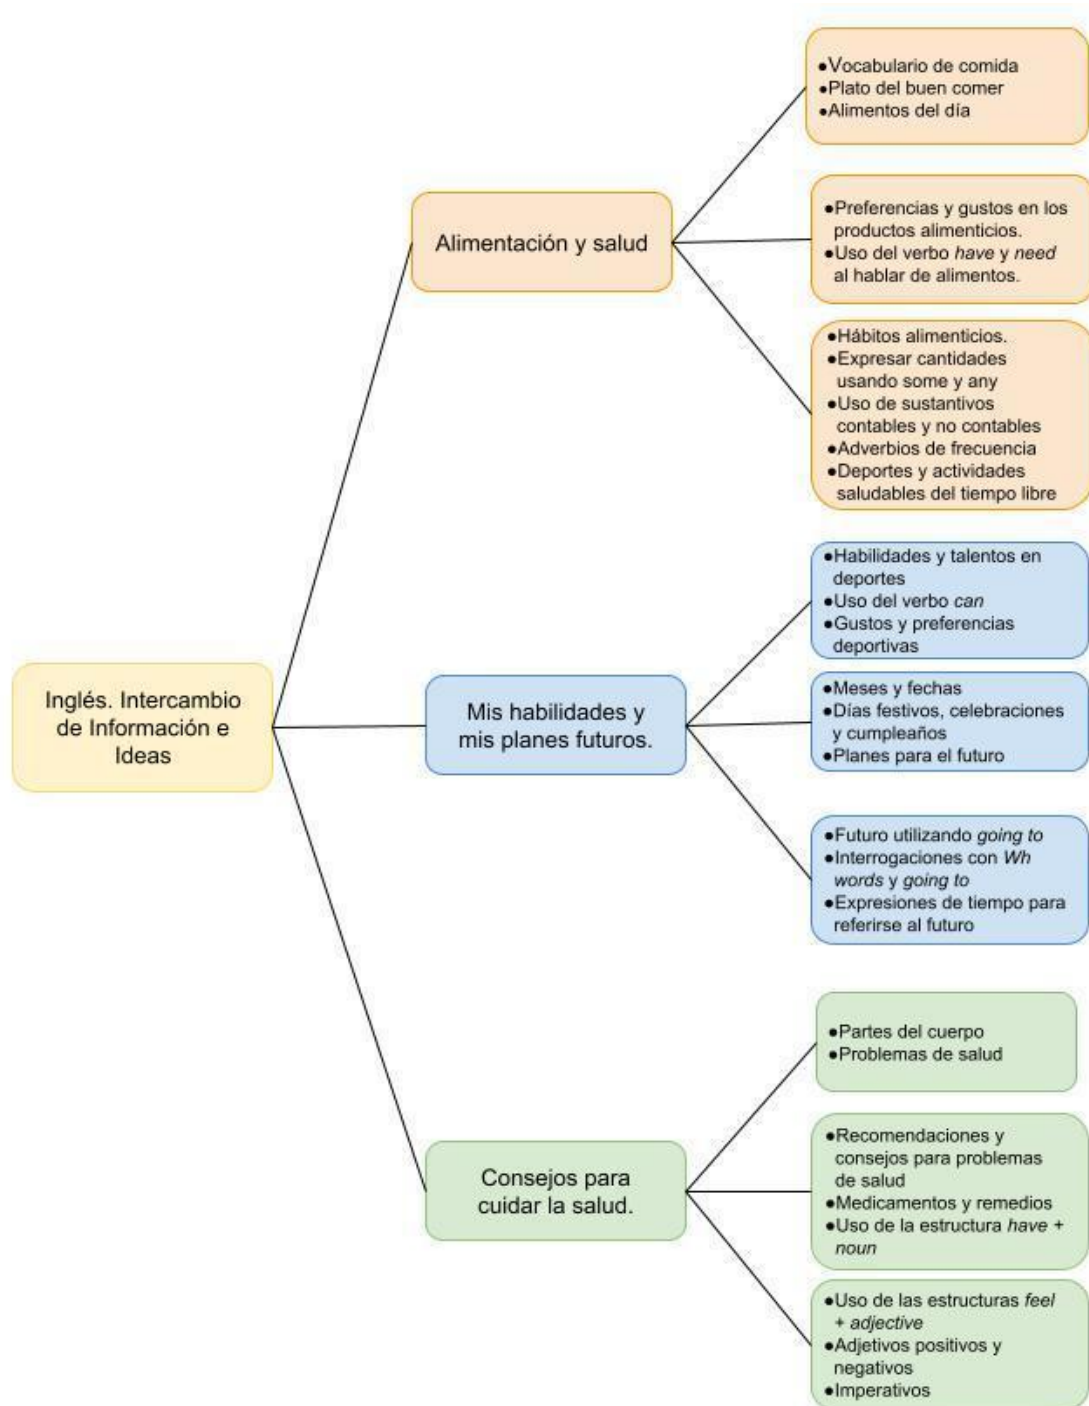 ●Vocabulario de comida
●Plato del buen comer
●Alimentos del día
Alimentación y salud
●Preferencias y gustos en los
productos alimenticios.
●Uso del verbo have y need
al hablar de alimentos.
●Hábitos alimenticios.
●Expresar cantidades
usando some y any
●Uso de sustantivos
contables y no contables
●Adverbios de frecuencia
●Deportes y actividades
saludables del tiempo libre
Inglés. Intercambio
de Información e
Ideas
Mis habilidades y
mis planes futuros.
●Habilidades y talentos en
deportes
●Uso del verbo can
●Gustos y preferencias
deportivas
●Meses y fechas
●Días festivos, celebraciones
y cumpleaños
●Planes para el futuro
●Futuro utilizando going to
●Interrogaciones con Wh
words y going to
●Expresiones de tiempo para
referirse al futuro
Consejos para
cuidar la salud.
●Partes del cuerpo
●Problemas de salud
●Recomendaciones y
consejos para problemas
de salud
●Medicamentos y remedios
●Uso de la estructura have +
noun
●Uso de las estructuras feel
+ adjective
●Adjetivos positivos y
negativos
●Imperativos